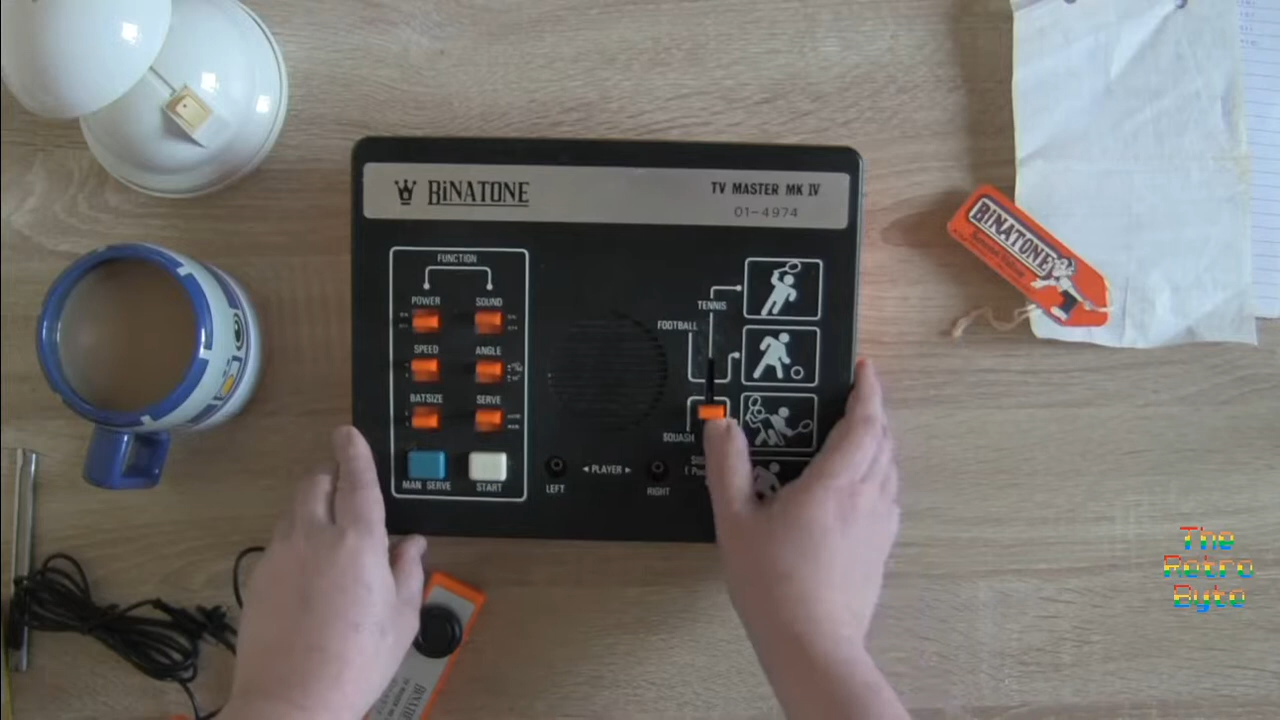 BINATONE
TV MASTER MK IV
01-4974
FUNCTION
POWER
SOUND
SPEED
ANGLE
BATSIZE
SERVE
MAN SERVE
START
TENNIS
FOOTBALL
SQUASH
◄ PLAYER ►
LEFT
RIGHT
BINATONE
BINATON
The
Retro
Byte